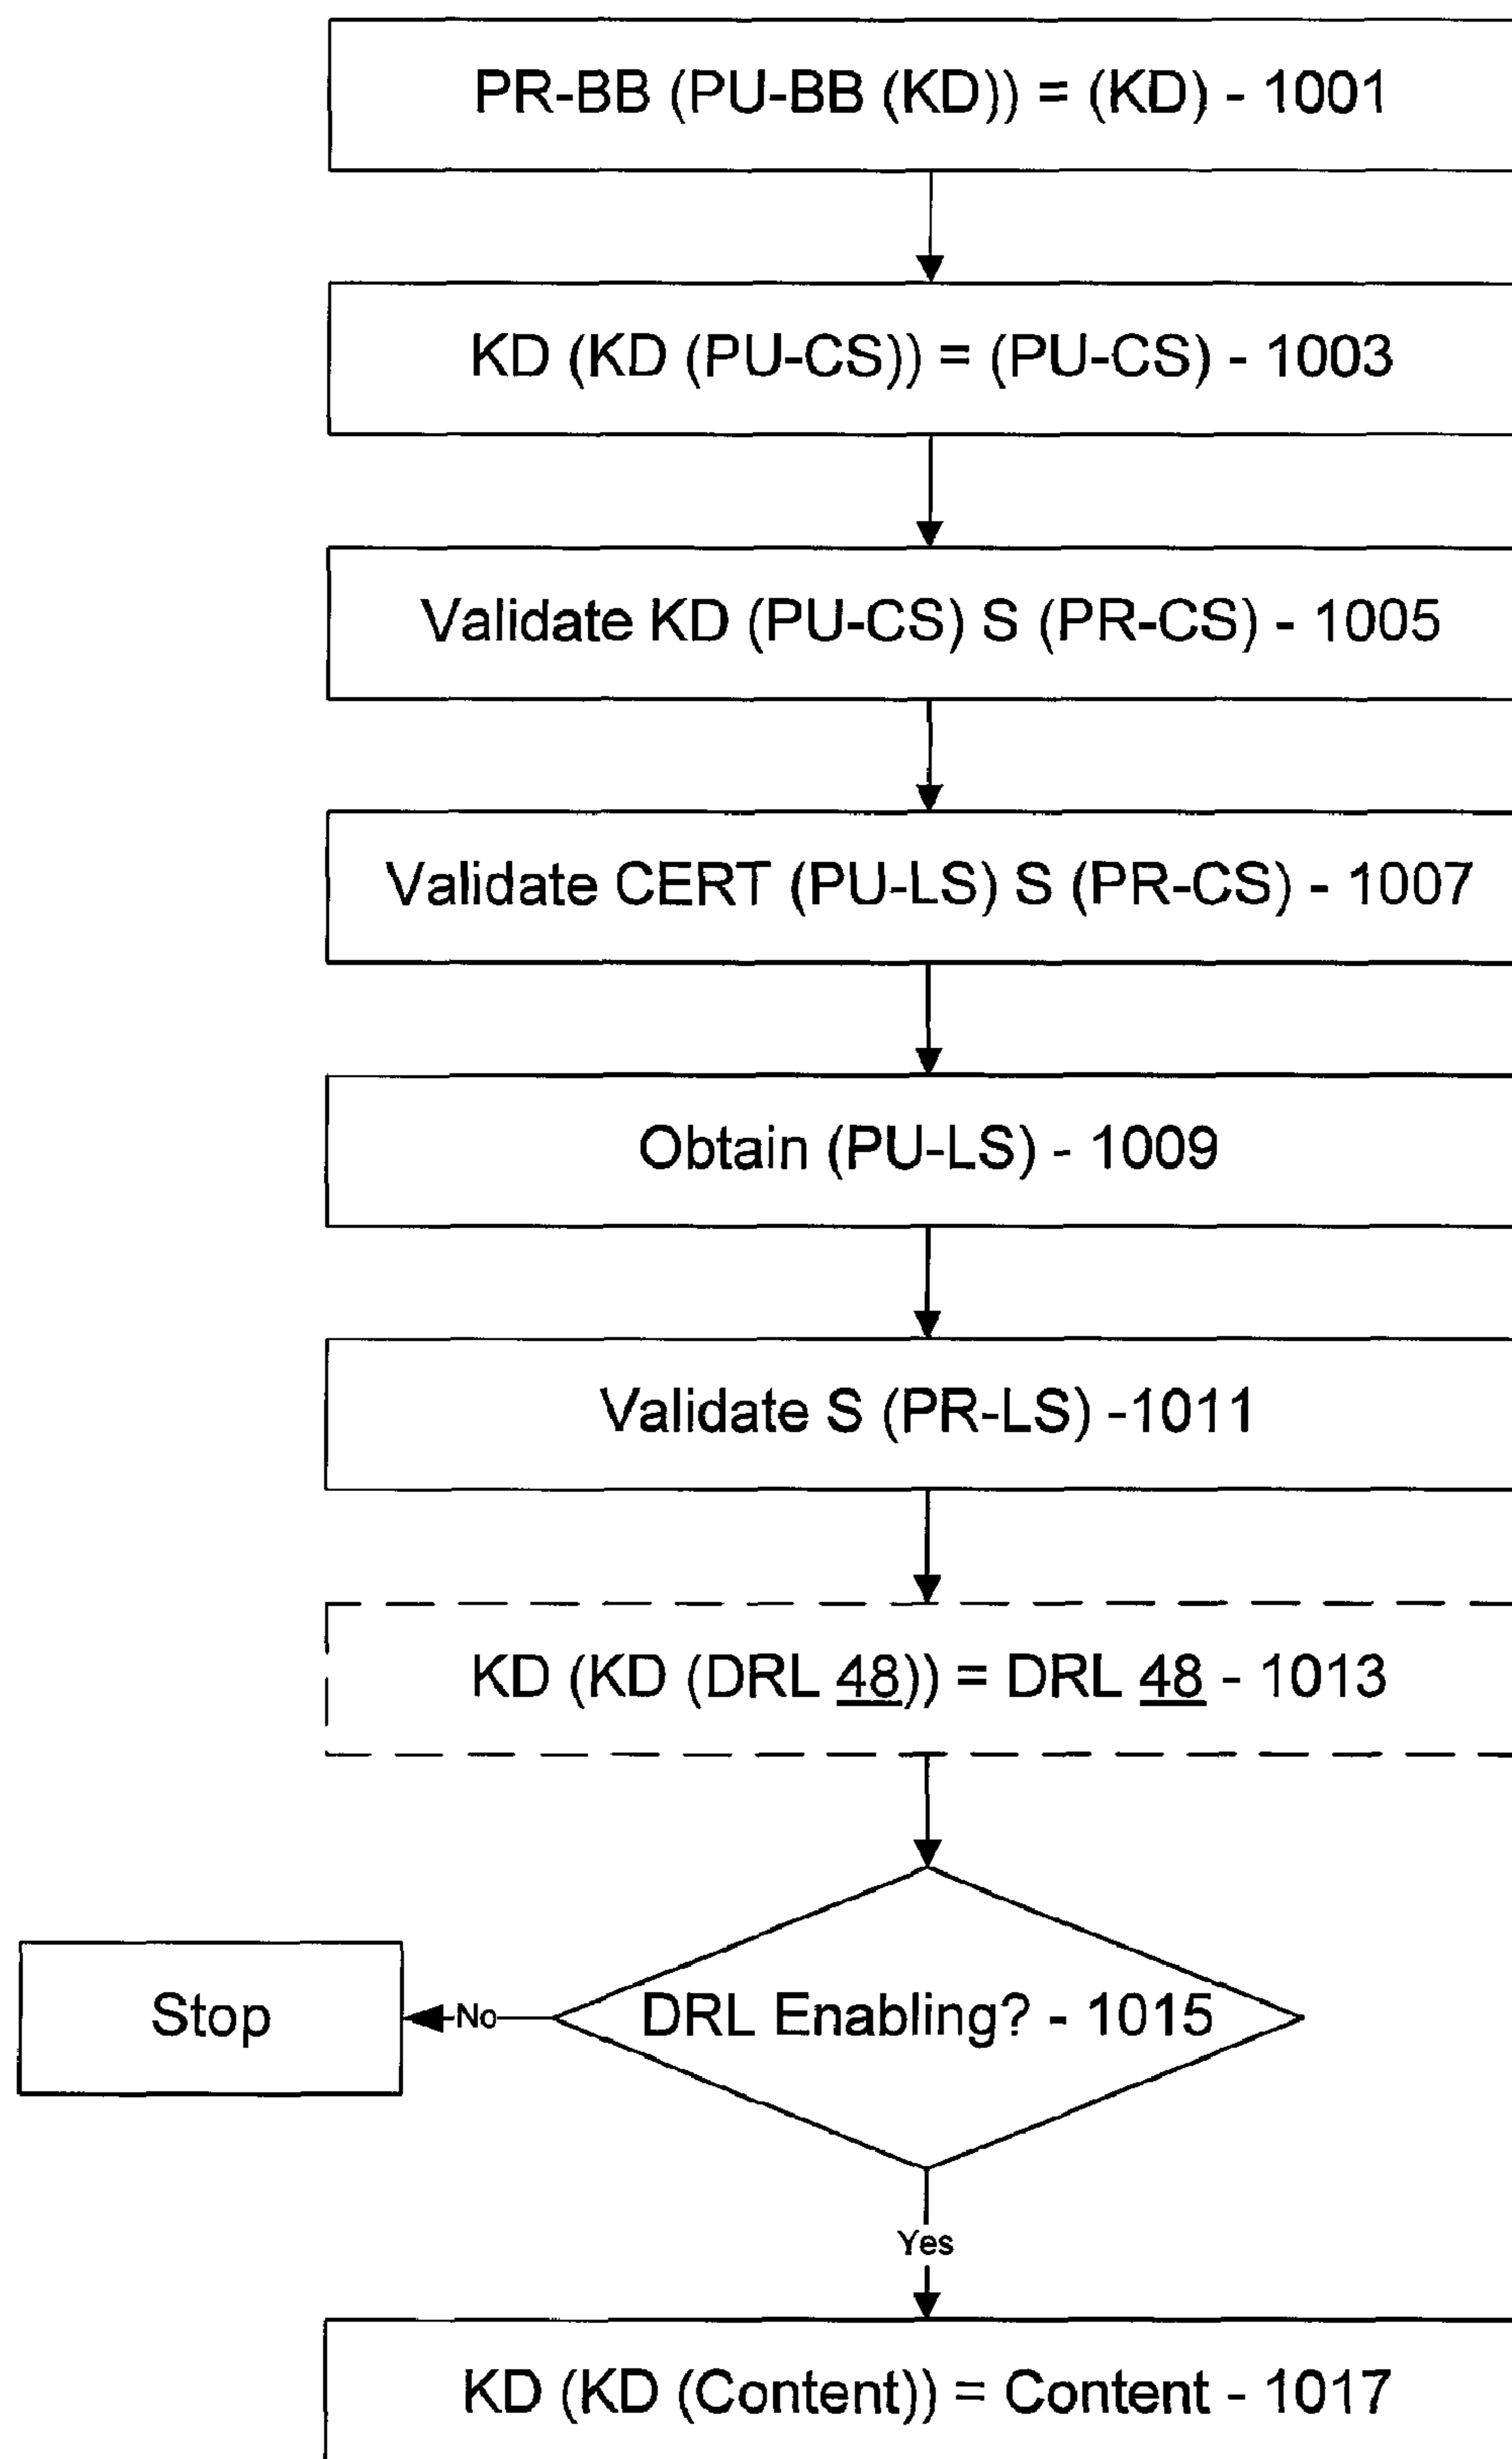 PR-BB (PU-BB (KD)) = (KD) - 1001
KD (KD (PU-CS)) = (PU-CS) - 1003
Validate KD (PU-CS) S (PR-CS) - 1005
Validate CERT (PU-LS) S (PR-CS) - 1007
Obtain (PU-LS) - 1009
Validate S (PR-LS) -1011
KD (KD (DRL 48)) = DRL 48 - 1013
DRL Enabling? - 1015
No
Stop
Yes
KD (KD (Content)) = Content - 1017